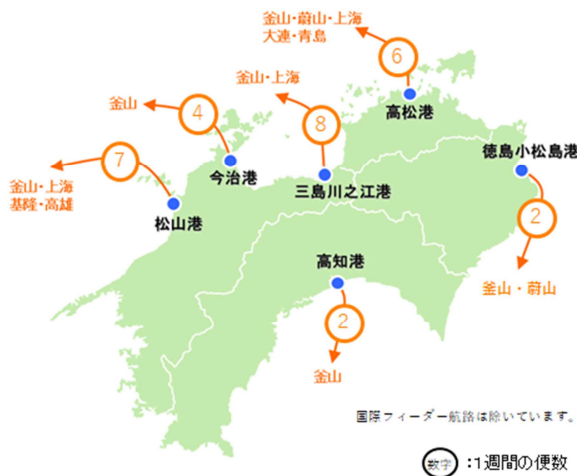 釜山・蔚山・上海
大連・青島
6
高松港
釜山・上海
8
三島川之江港
釜山
4
今治港
7
釜山・上海
基隆・高雄
松山港
徳島小松島港
2
釜山・蔚山
高知港
2
釜山
国際フィーダー航路は除いています。
数字 :1週間の便数